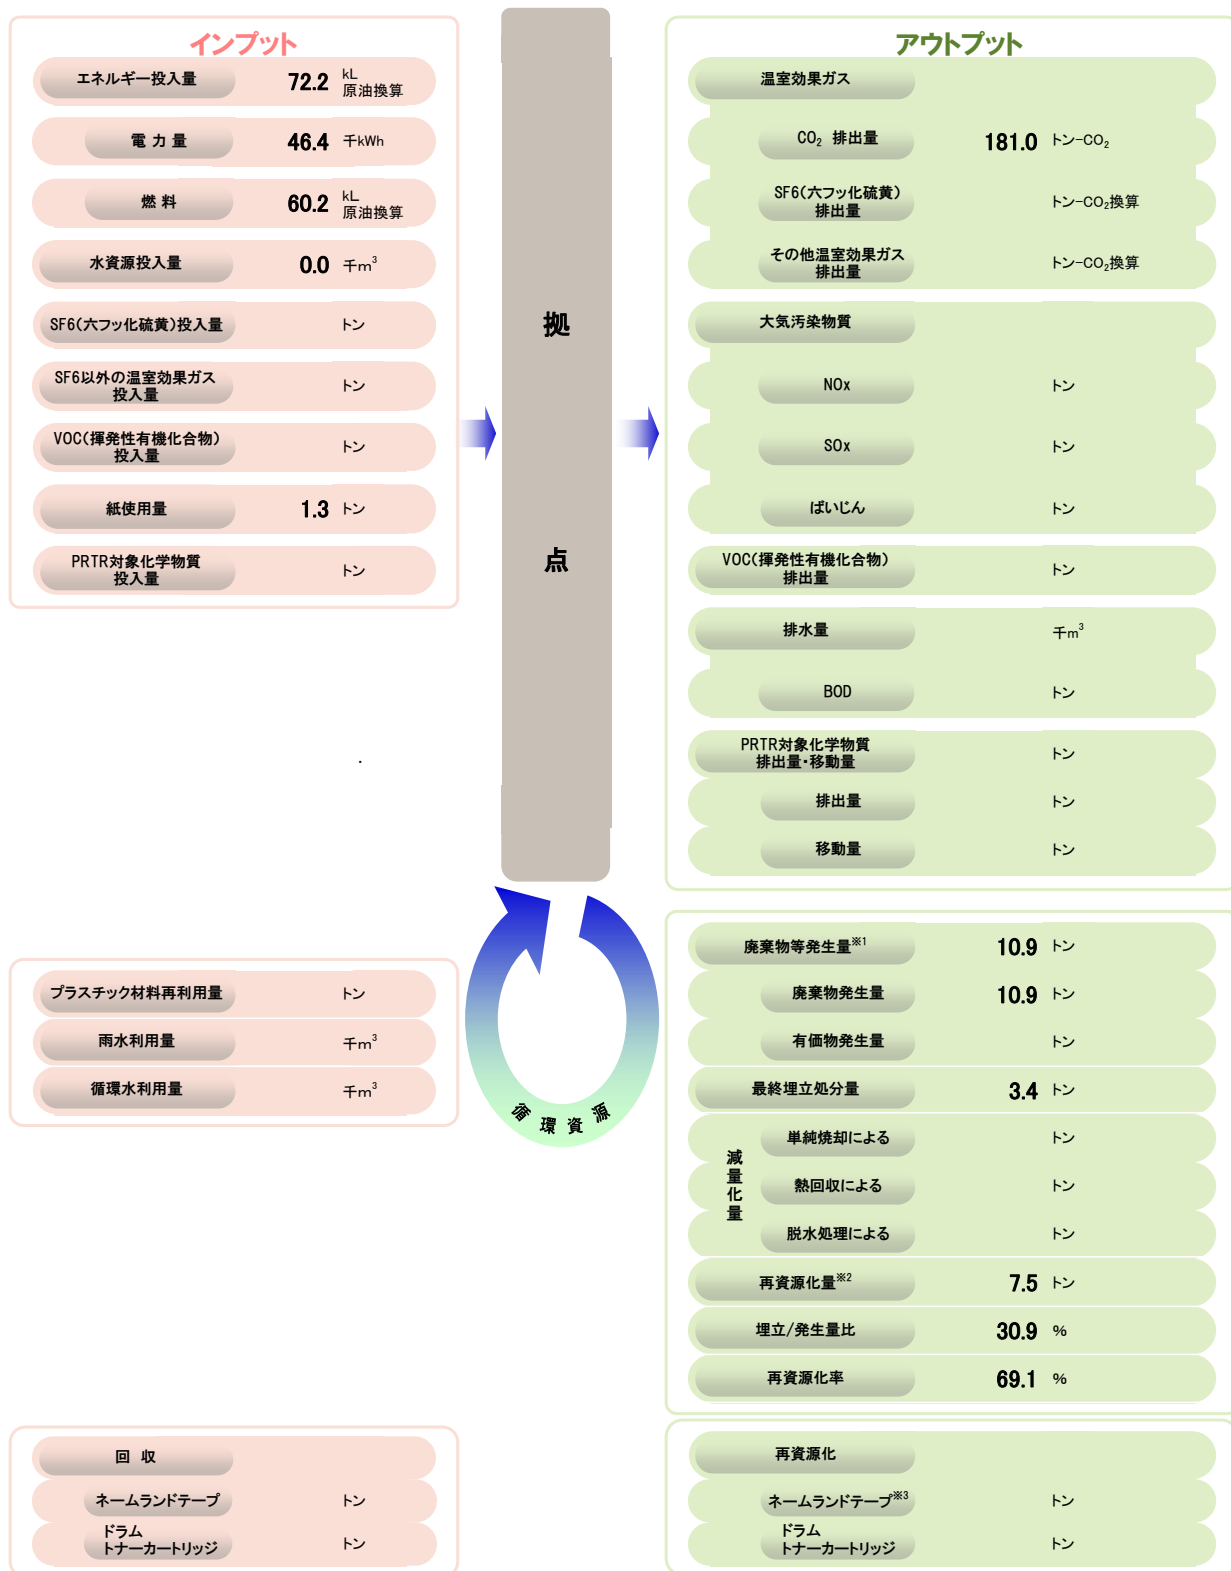 インプット
エネルギー投入量 72.2 kL
原油換算
電 力 量 46.4 千kWh
燃 料 60.2 kL
原油換算
水資源投入量 0.0 千m³
SF6(六フッ化硫黄)投入量 トン
SF6以外の温室効果ガス
投入量 トン
VOC(揮発性有機化合物)
投入量 トン
紙使用量 1.3 トン
PRTR対象化学物質
投入量 トン
拠
点
アウトプット
温室効果ガス
CO₂ 排出量 181.0 トン-CO₂
SF6(六フッ化硫黄)
排出量 トン-CO₂換算
その他温室効果ガス
排出量 トン-CO₂換算
大気汚染物質
NOx トン
SOx トン
ばいじん トン
VOC(揮発性有機化合物)
排出量 トン
排水量 千m³
BOD トン
PRTR対象化学物質
排出量・移動量 トン
排出量 トン
移動量 トン
プラスチック材料再利用量 トン
雨水利用量 千m³
循環水利用量 千m³
循環資源
廃棄物等発生量※1 10.9 トン
廃棄物発生量 10.9 トン
有価物発生量 トン
最終埋立処分量 3.4 トン
減量化量
単純焼却による トン
熱回収による トン
脱水処理による トン
再資源化量※2 7.5 トン
埋立/発生量比 30.9 %
再資源化率 69.1 %
回 収
ネームランドテープ トン
ドラム
トナーカートリッジ トン
再資源化
ネームランドテープ※3 トン
ドラム
トナーカートリッジ トン